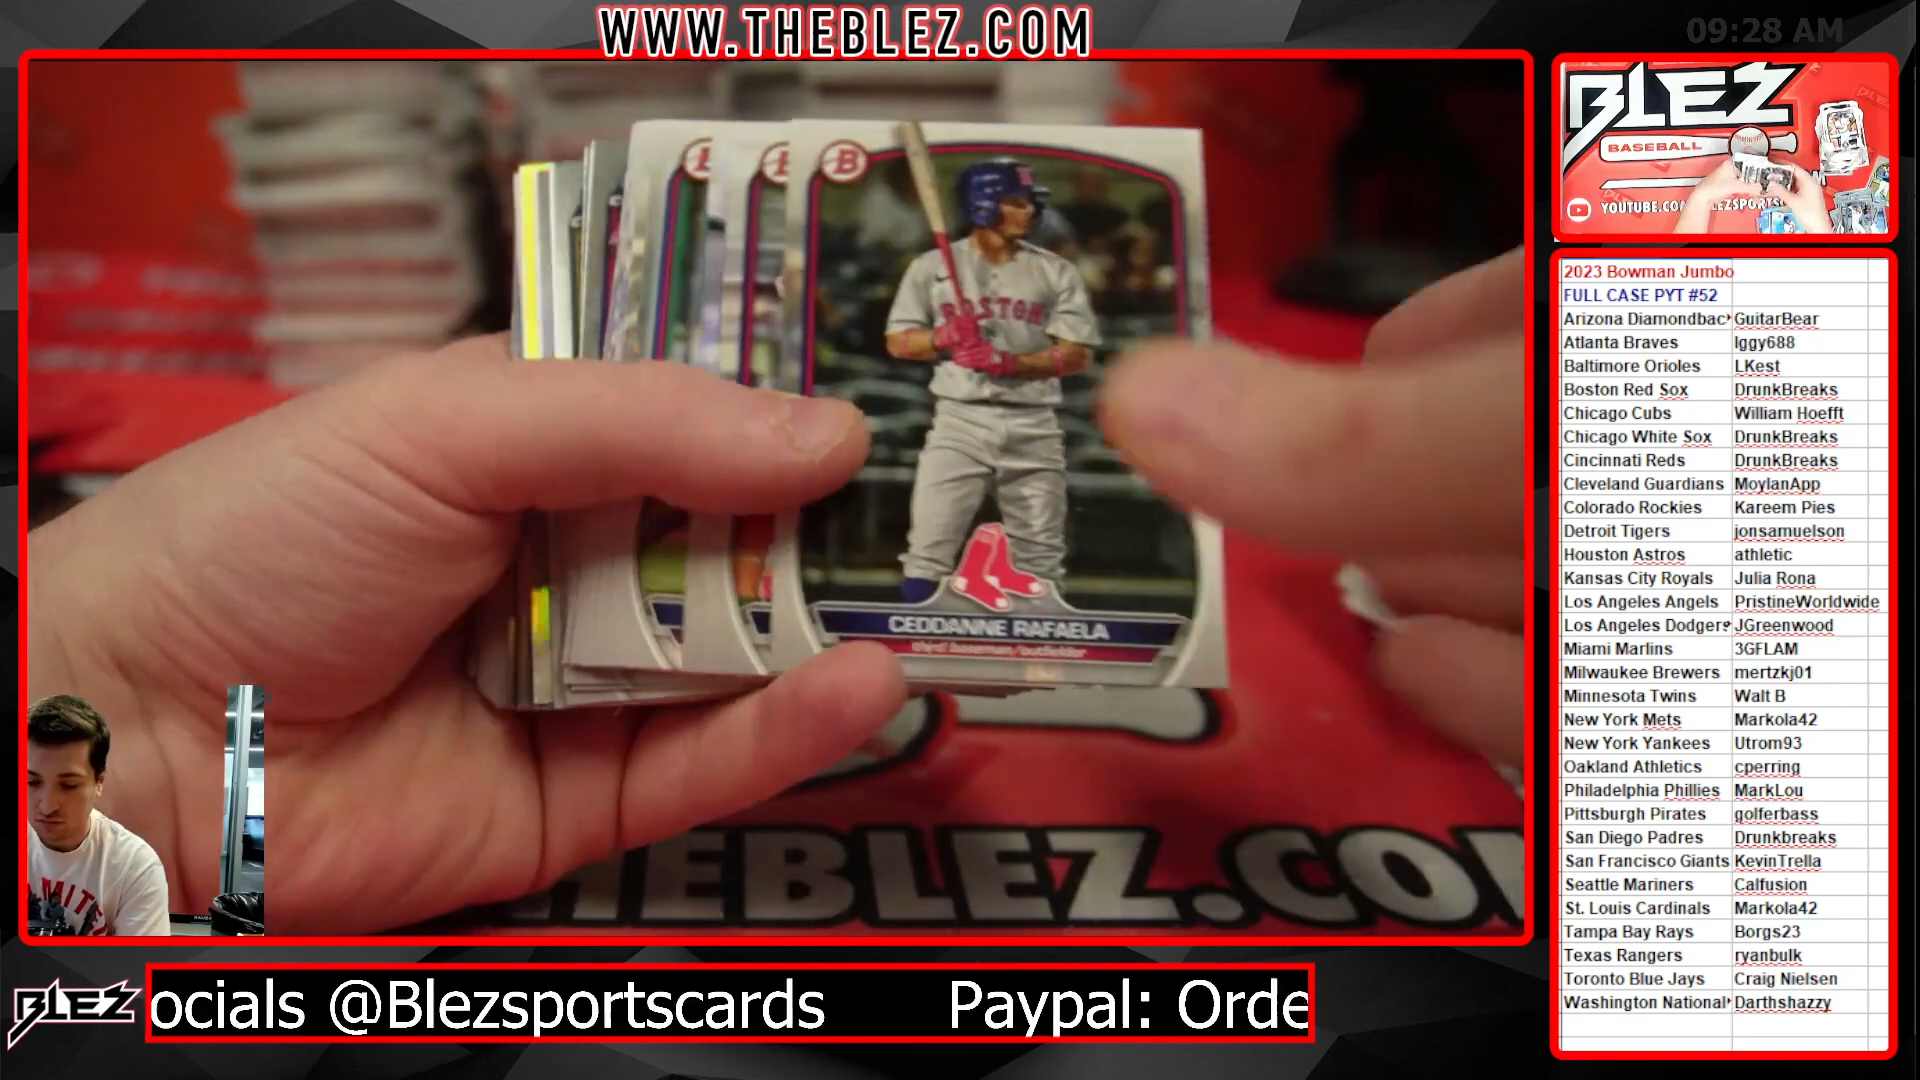 WWW.THEBLEZ.COM
09:28 AM
BLEZ
BASEBALL
BOSTON
CEDDANNE RAFAELA
third baseman/outfielder
THEBLEZ.CO
2023 Bowman Jumbo
FULL CASE PYT #52
Arizona Diamondbac GuitarBear
Atlanta Braves Iggy688
Baltimore Orioles LKest
Boston Red Sox DrunkBreaks
Chicago Cubs William Hoefft
Chicago White Sox DrunkBreaks
Cincinnati Reds DrunkBreaks
Cleveland Guardians MoylanApp
Colorado Rockies Kareem Pies
Detroit Tigers jonsamuelson
Houston Astros athletic
Kansas City Royals Julia Rona
Los Angeles Angels PristineWorldwide
Los Angeles Dodgers JGreenwood
Miami Marlins 3GFLAM
Milwaukee Brewers mertzkj01
Minnesota Twins Walt B
New York Mets Markola42
New York Yankees Utrom93
Oakland Athletics cperring
Philadelphia Phillies MarkLou
Pittsburgh Pirates golferbass
San Diego Padres Drunkbreaks
San Francisco Giants KevinTrella
Seattle Mariners Calfusion
St. Louis Cardinals Markola42
Tampa Bay Rays Borgs23
Texas Rangers ryanbulk
Toronto Blue Jays Craig Nielsen
Washington National Darthshazzy
BLEZ
ocials @Blezsportscards Paypal: Orde